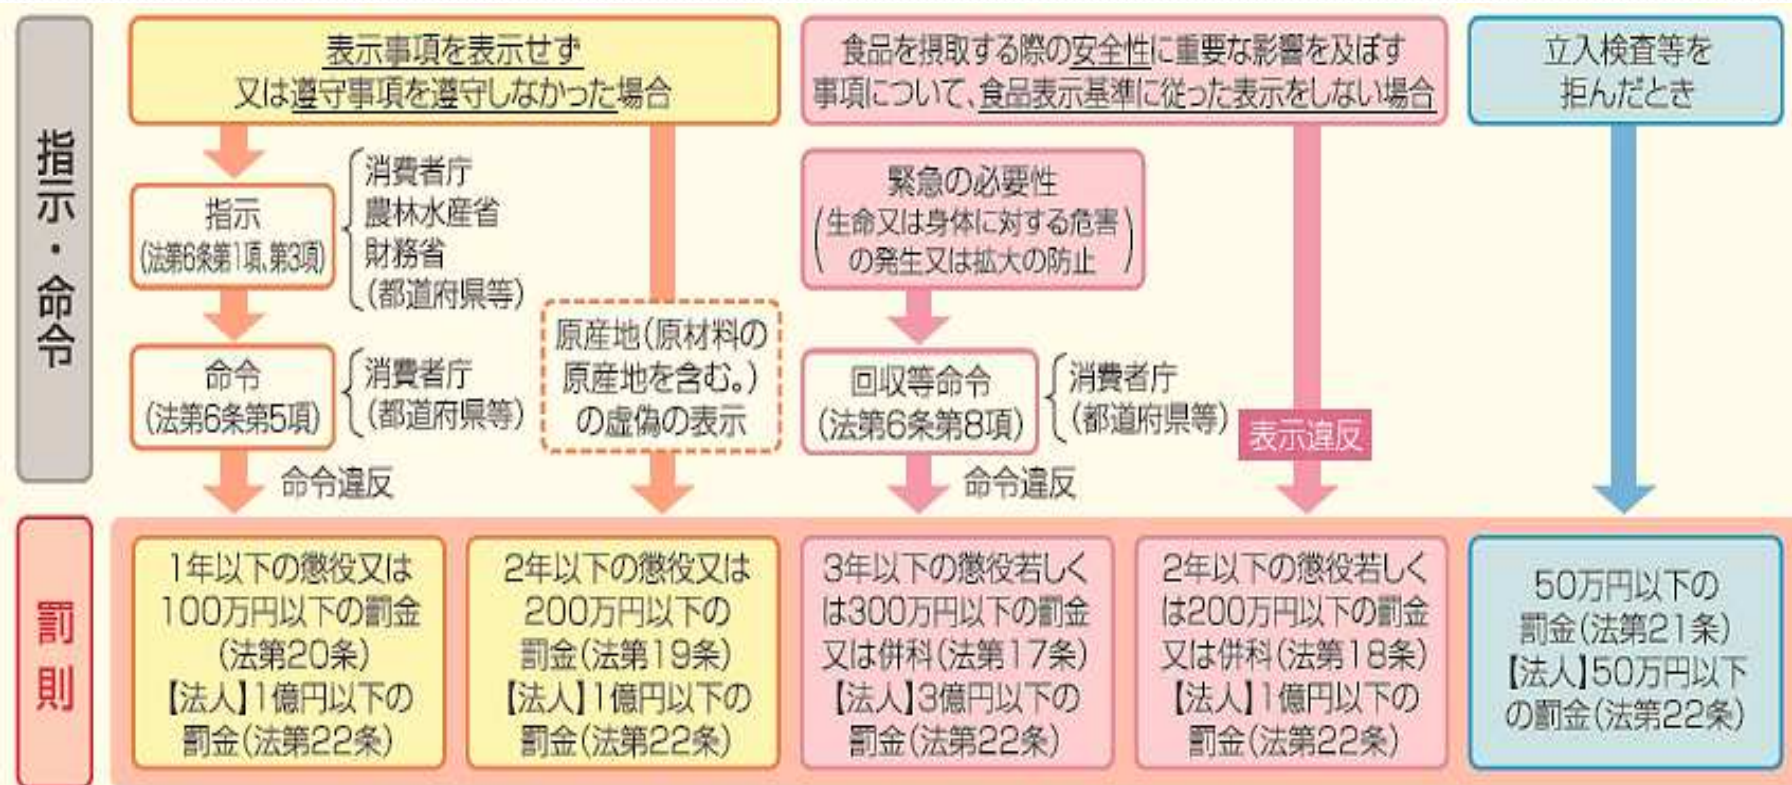 指示・命令
表示事項を表示せず
又は遵守事項を遵守しなかった場合
指示
(法第6条第1項、第3項)
消費者庁
農林水産省
財務省
(都道府県等)
命令
(法第6条第5項)
消費者庁
(都道府県等)
命令違反
原産地(原材料の
原産地を含む。)
の虚偽の表示
食品を摂取する際の安全性に重要な影響を及ぼす
事項について、食品表示基準に従った表示をしない場合
緊急の必要性
(生命又は身体に対する危害
の発生又は拡大の防止)
回収等命令
(法第6条第8項)
消費者庁
(都道府県等)
命令違反
表示違反
立入検査等を
拒んだとき
罰則
1年以下の懲役又は
100万円以下の罰金
(法第20条)
【法人】1億円以下の
罰金(法第22条)
2年以下の懲役又は
200万円以下の
罰金(法第19条)
【法人】1億円以下の
罰金(法第22条)
3年以下の懲役若しく
は300万円以下の罰金
又は併科(法第17条)
【法人】3億円以下の
罰金(法第22条)
2年以下の懲役若しく
は200万円以下の罰金
又は併科(法第18条)
【法人】1億円以下の
罰金(法第22条)
50万円以下の
罰金(法第21条)
【法人】50万円以下
の罰金(法第22条)